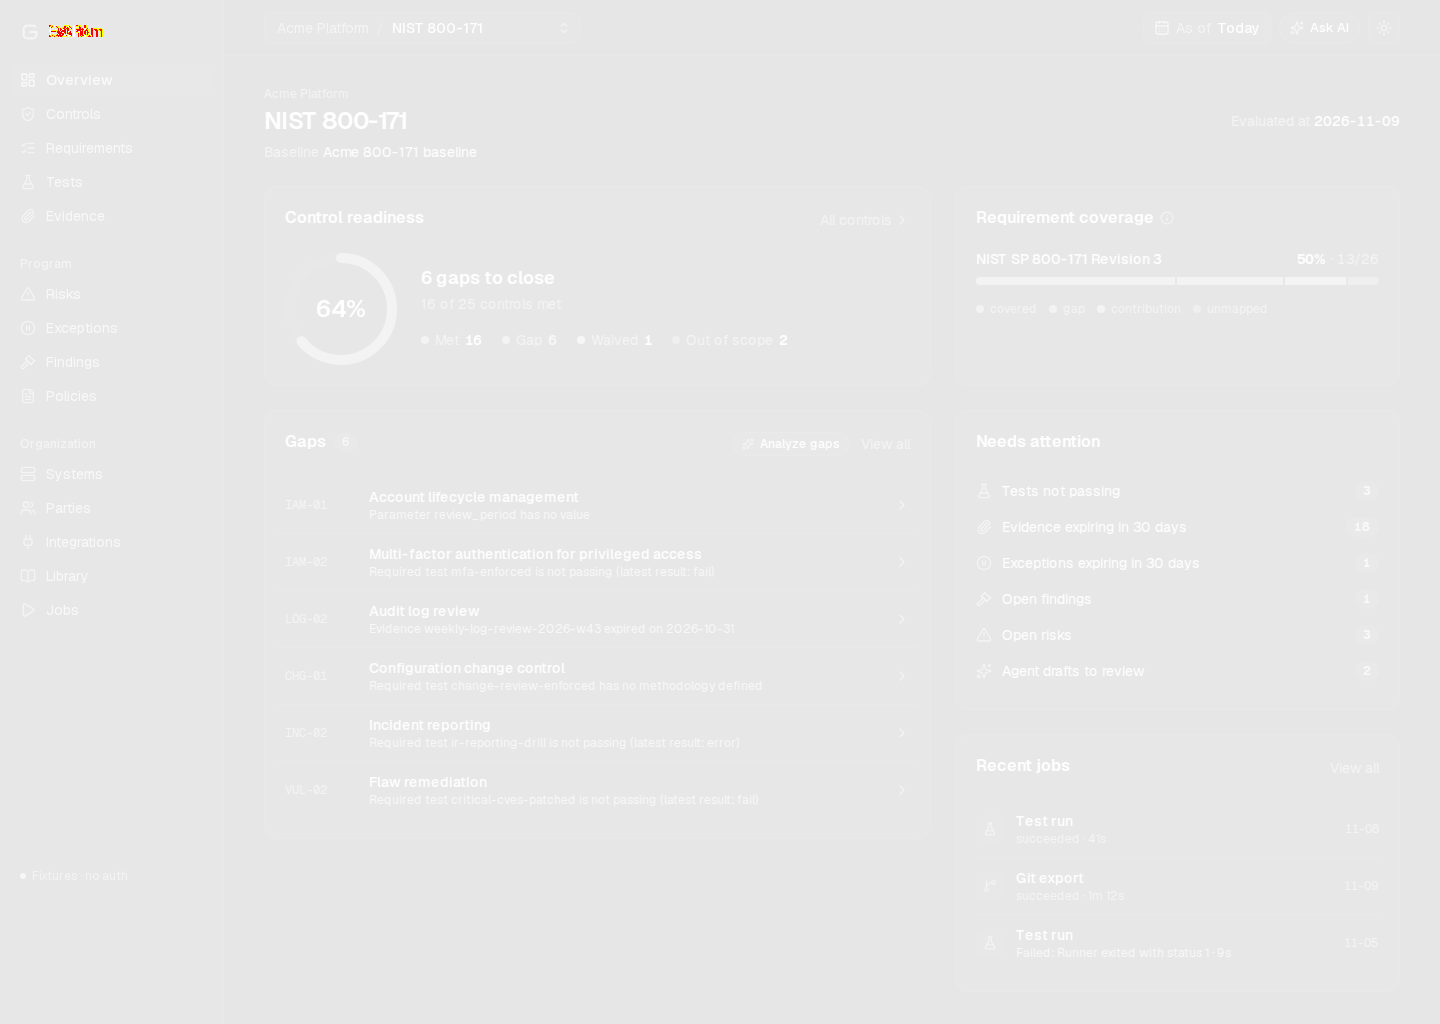 G
Acme Platform / NIST 800-171
As of Today
Ask AI
Overview
Controls
Requirements
Tests
Evidence
Program
Risks
Exceptions
Findings
Policies
Organization
Systems
Parties
Integrations
Library
Jobs
Fixtures · no auth
Acme Platform
NIST 800-171
Baseline Acme 800-171 baseline
Evaluated at 2026-11-09
Control readiness
All controls
64%
6 gaps to close
16 of 25 controls met
Met 16 Gap 6 Waived 1 Out of scope 2
Requirement coverage
NIST SP 800-171 Revision 3 50% · 13/26
covered gap contribution unmapped
Gaps 6
Analyze gaps View all
IAM-01 Account lifecycle management
Parameter review_period has no value
IAM-02 Multi-factor authentication for privileged access
Required test mfa-enforced is not passing (latest result: fail)
LOG-02 Audit log review
Evidence weekly-log-review-2026-w43 expired on 2026-10-31
CHG-01 Configuration change control
Required test change-review-enforced has no methodology defined
INC-02 Incident reporting
Required test ir-reporting-drill is not passing (latest result: error)
VUL-02 Flaw remediation
Required test critical-cves-patched is not passing (latest result: fail)
Needs attention
Tests not passing 3
Evidence expiring in 30 days 18
Exceptions expiring in 30 days 1
Open findings 1
Open risks 3
Agent drafts to review 2
Recent jobs View all
Test run
succeeded · 41s
11-08
Git export
succeeded · 1m 12s
11-09
Test run
Failed: Runner exited with status 1 · 9s